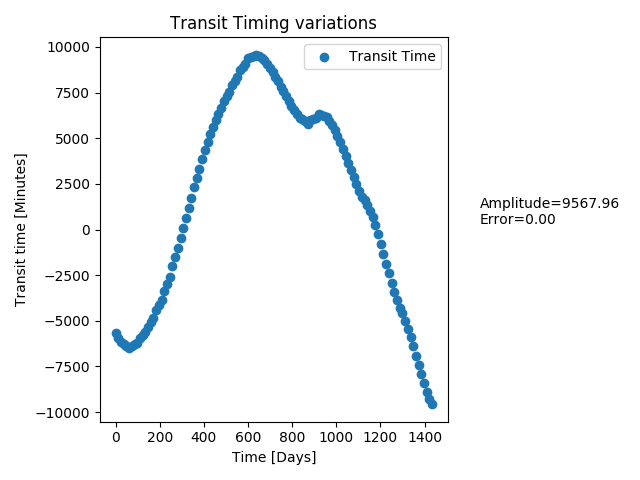 Transit Timing variations
Transit Time
Transit time [Minutes]
10000
7500
5000
2500
0
−2500
−5000
−7500
−10000
0 200 400 600 800 1000 1200 1400
Time [Days]
Amplitude=9567.96
Error=0.00